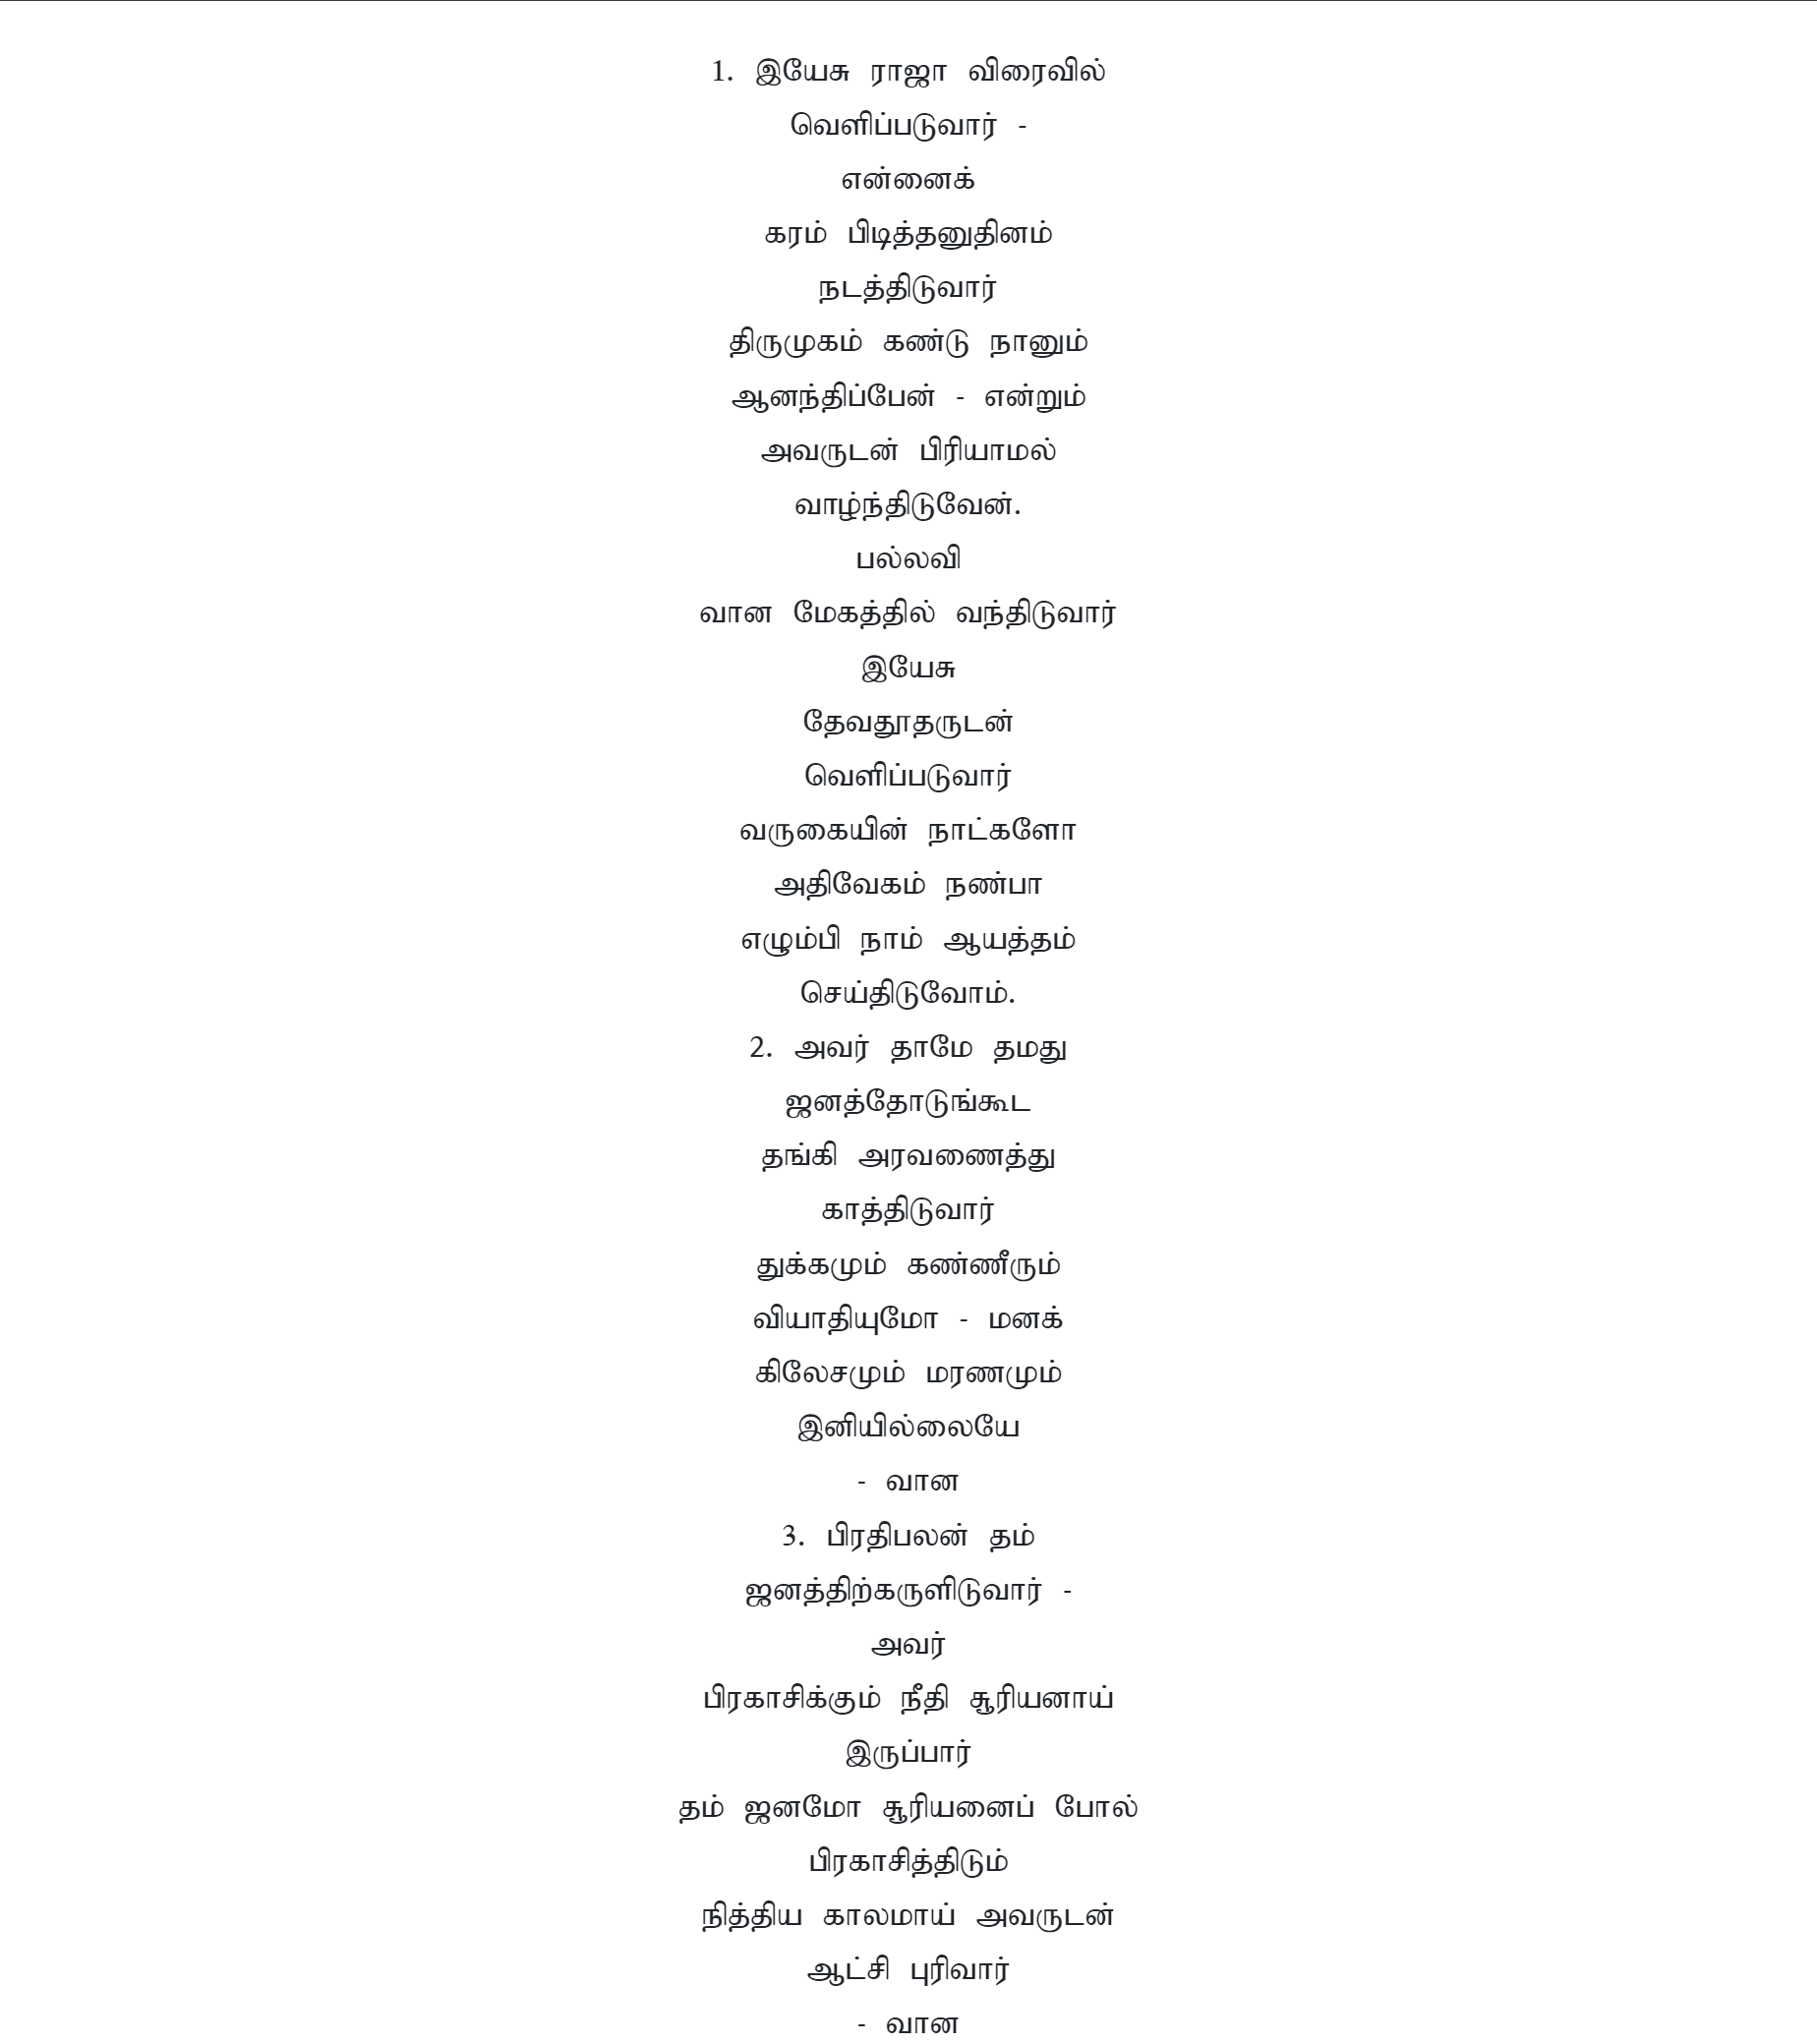 1. இயேசு ராஜா விரைவில்
வெளிப்படுவார் -
என்னைக்
கரம் பிடித்தனுதினம்
நடத்திடுவார்
திருமுகம் கண்டு நானும்
ஆனந்திப்பேன் - என்றும்
அவருடன் பிரியாமல்
வாழ்ந்திடுவேன்.
பல்லவி
வான மேகத்தில் வந்திடுவார்
இயேசு
தேவதூதருடன்
வெளிப்படுவார்
வருகையின் நாட்களோ
அதிவேகம் நண்பா
எழும்பி நாம் ஆயத்தம்
செய்திடுவோம்.
2. அவர் தாமே தமது
ஜனத்தோடுங்கூட
தங்கி அரவணைத்து
காத்திடுவார்
துக்கமும் கண்ணீரும்
வியாதியுமோ - மனக்
கிலேசமும் மரணமும்
இனியில்லையே
- வான
3. பிரதிபலன் தம்
ஜனத்திற்கருளிடுவார் -
அவர்
பிரகாசிக்கும் நீதி சூரியனாய்
இருப்பார்
தம் ஜனமோ சூரியனைப் போல்
பிரகாசித்திடும்
நித்திய காலமாய் அவருடன்
ஆட்சி புரிவார்
- வான